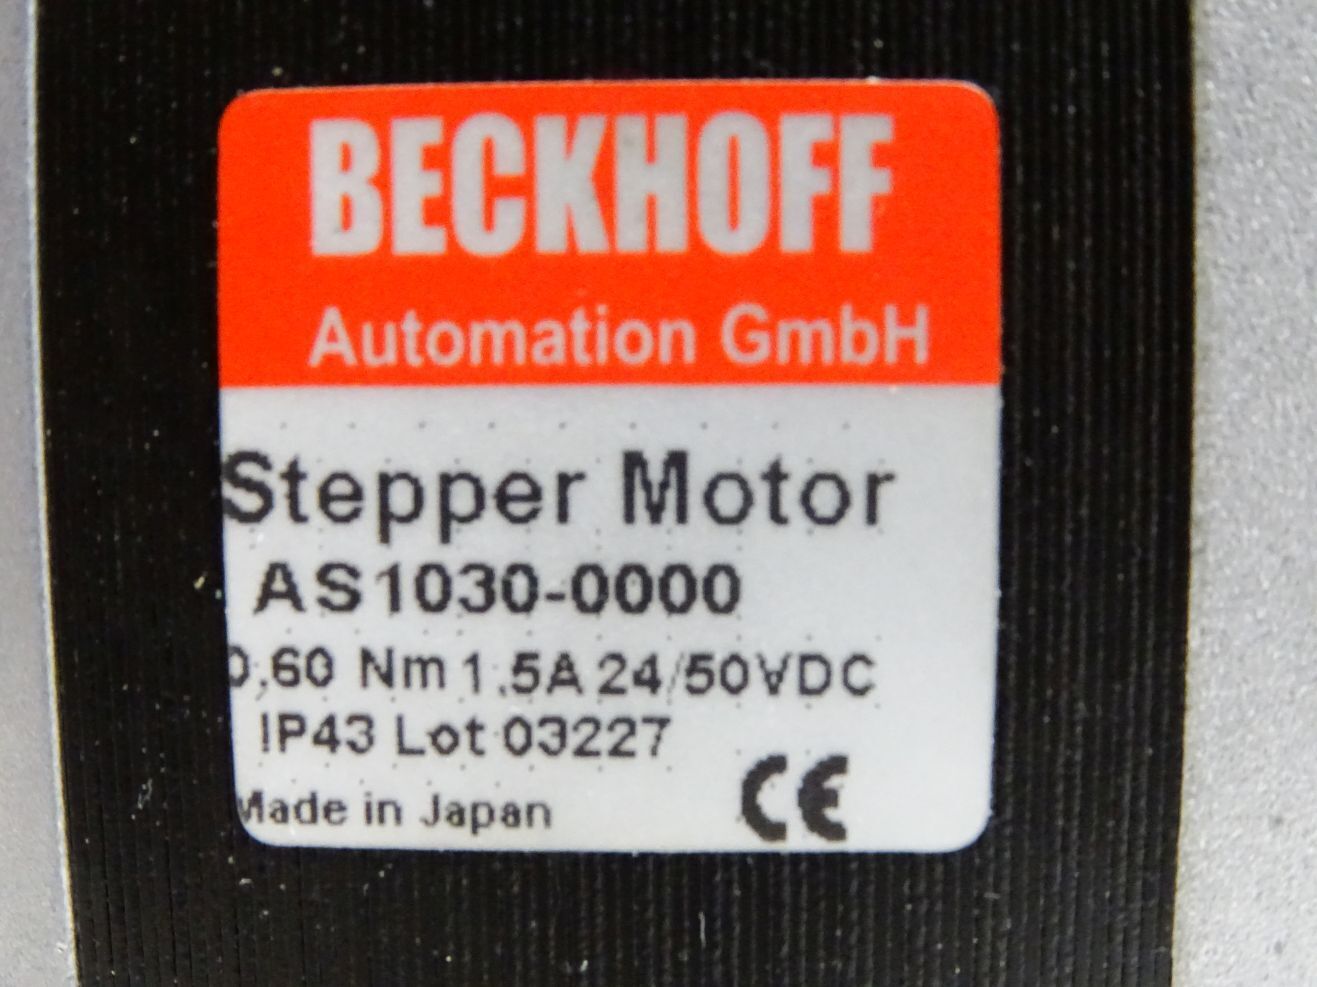 BECKHOFF
Automation GmbH
Stepper Motor
AS1030-0000
0,60 Nm 1.5A 24/50VDC
IP43 Lot 03227
Made in Japan
CE